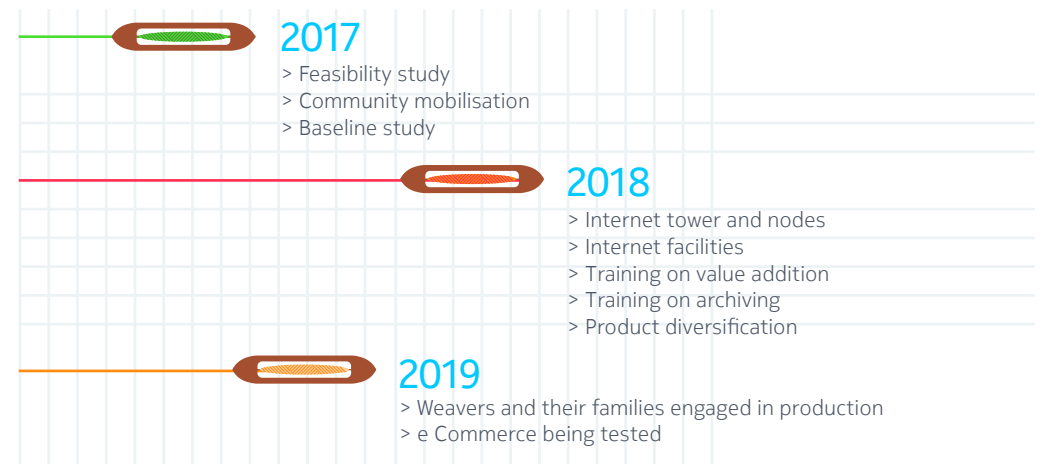 2017
> Feasibility study
> Community mobilisation
> Baseline study
2018
> Internet tower and nodes
> Internet facilities
> Training on value addition
> Training on archiving
> Product diversification
2019
> Weavers and their families engaged in production
> e Commerce being tested